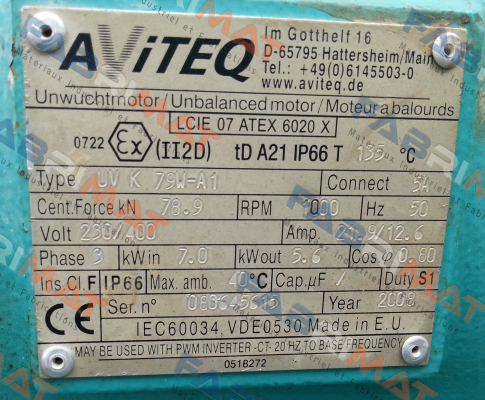 AViTEQ
Im Gotthelf 16
D-65795 Hattersheim/Main
Tel.: +49(0)6145503-0
www.aviteq.de
Unwuchtmotor / Unbalanced motor / Moteur a balourds
LCIE 07 ATEX 6020 X
0722 Ex (II2D) tD A21 IP66 T 135 °C
Type UV K 79W-A1 Connect
Cent.Force kN 78.9 RPM Hz 50
Volt 230/400 Amp. /12.6
Phase 3 kWin 7.0 kWout 5.6 Cosφ 0.80
Ins.Cl.F IP66 Max. amb. 40°C Cap.µF / Duty S1
Ser.n° Year 2008
CE IEC60034,VDE0530 Made in E.U.
MAY BE USED WITH PWM INVERTER -CT- 20 HZ TO BASE FREQUENCY
0518272
FABRIMAT